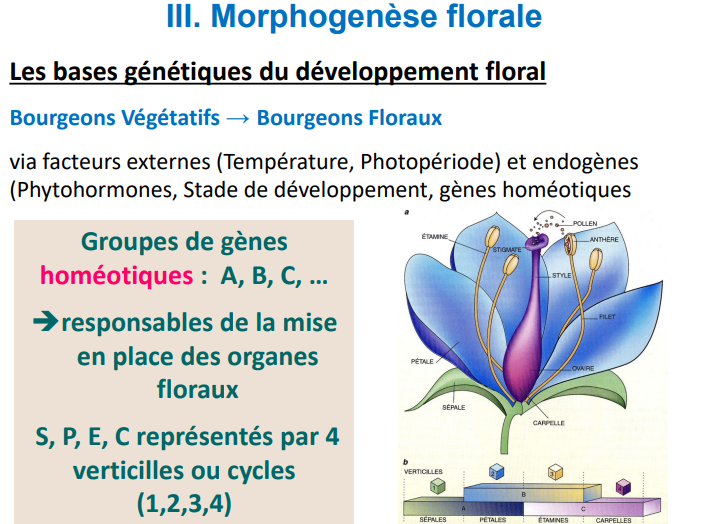 III. Morphogenèse florale
Les bases génétiques du développement floral
Bourgeons Végétatifs → Bourgeons Floraux
via facteurs externes (Température, Photopériode) et endogènes
(Phytohormones, Stade de développement, gènes homéotiques
Groupes de gènes
homéotiques : A, B, C, …
➔responsables de la mise
en place des organes
floraux
S, P, E, C représentés par 4
verticilles ou cycles
(1,2,3,4)
a
POLLEN
ÉTAMINE
ANTHÈRE
STIGMATE
STYLE
FILET
PÉTALE
OVAIRE
SÉPALE
CARPELLE
b
VERTICILLES
1 2 3 4
B
A C
SÉPALES PÉTALES ÉTAMINES CARPELLES